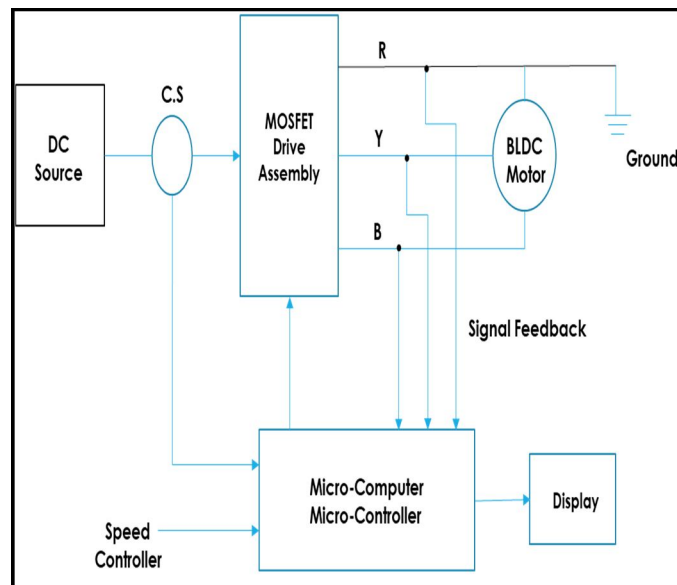 R
C.S
DC
Source
MOSFET
Drive
Assembly
Y
BLDC
Motor
Ground
B
Signal Feedback
Micro-Computer
Micro-Controller
Display
Speed
Controller